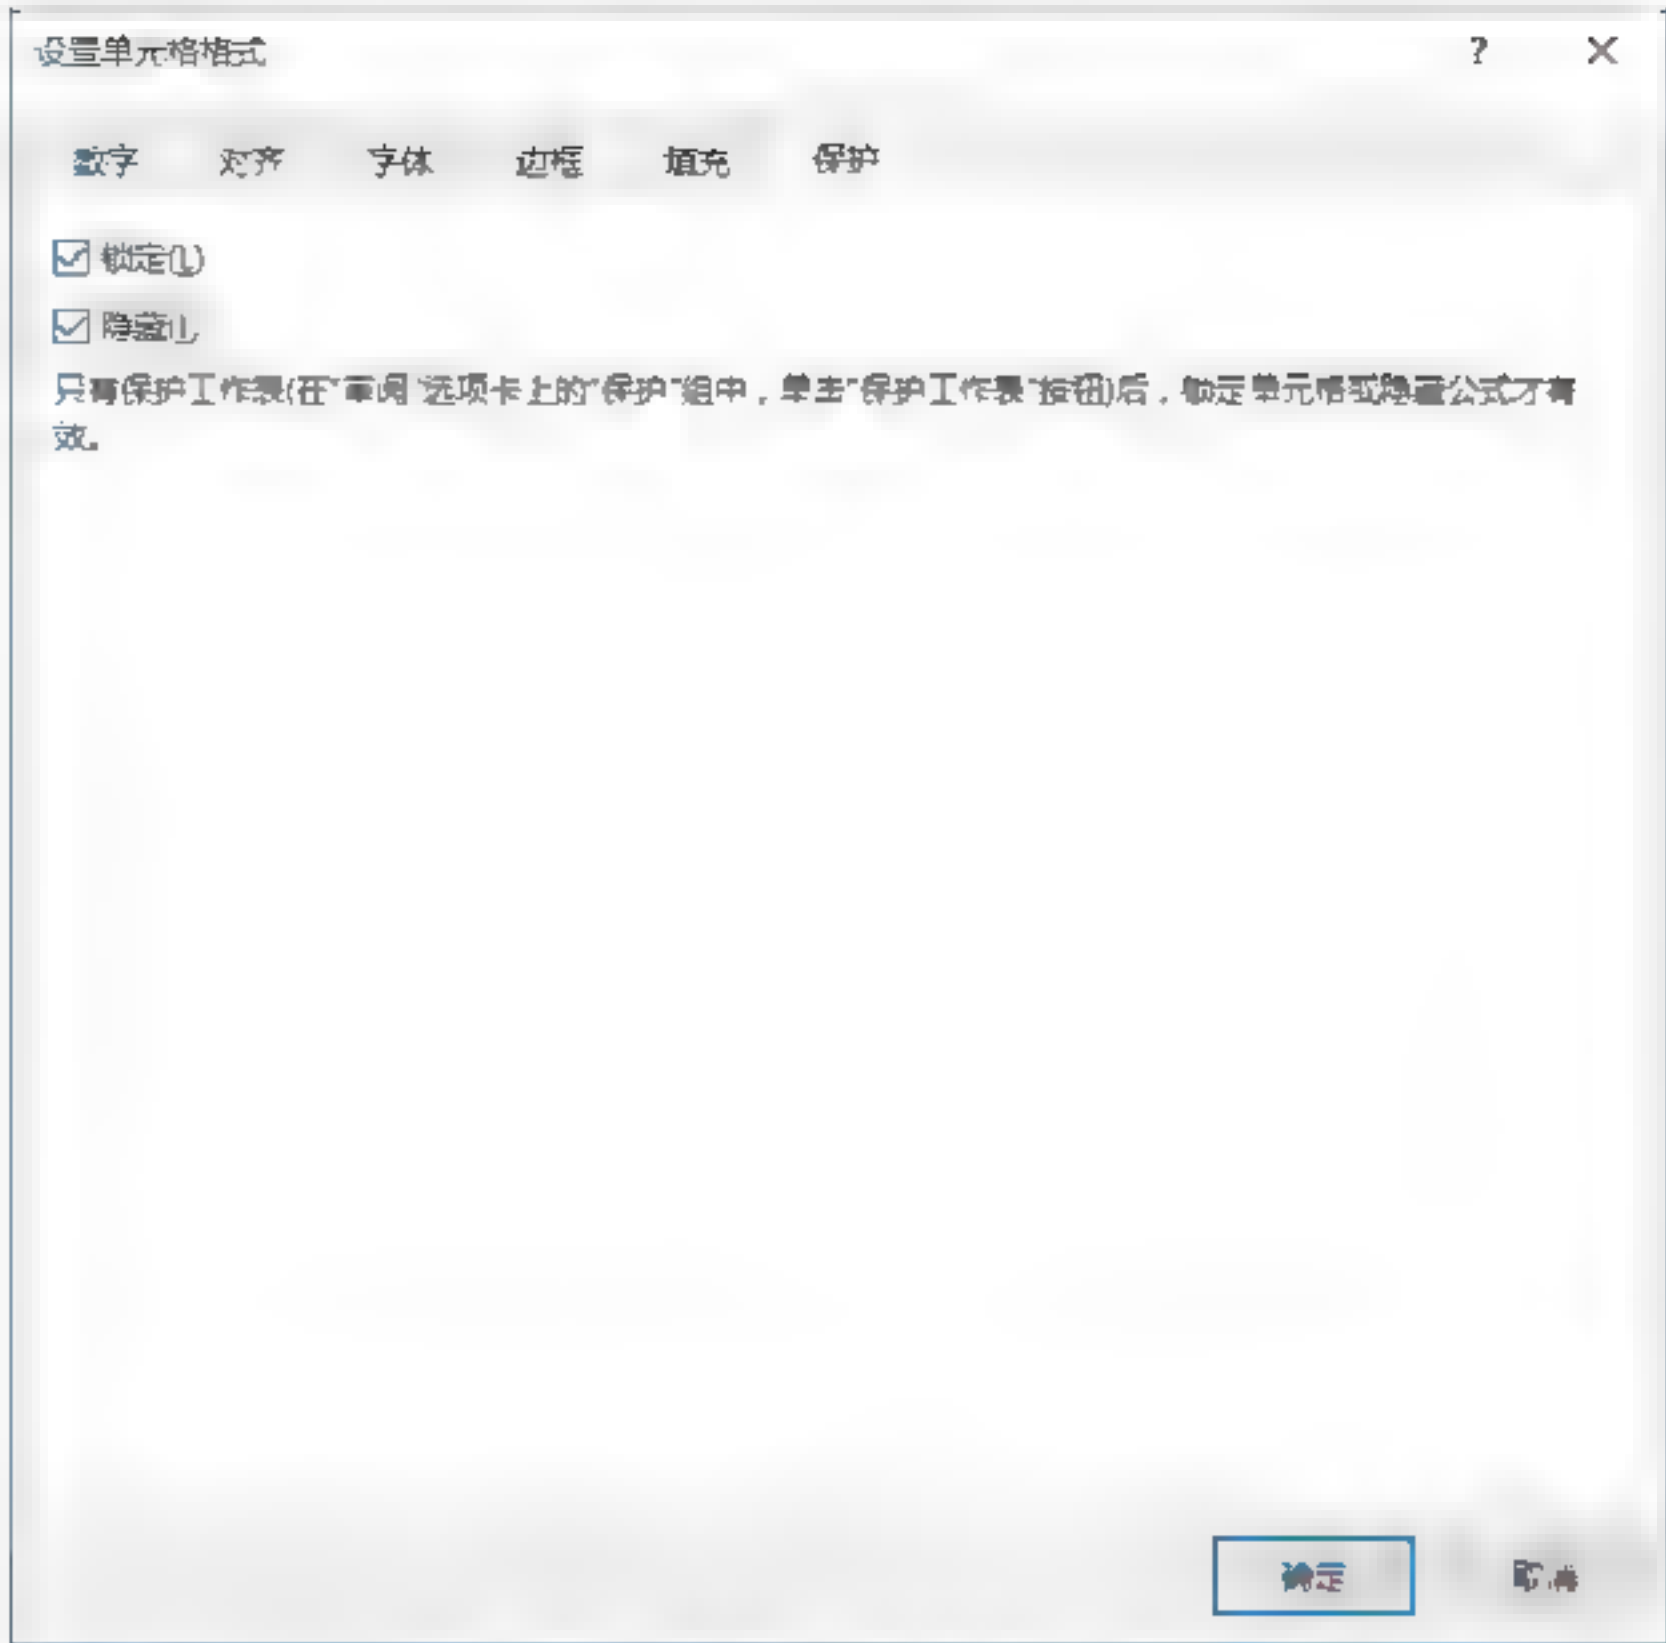 设置单元格格式 ?
数字 对齐 字体 边框 填充 保护
锁定(L)
隐藏(I)
只有保护工作表(在"审阅"选项卡上的"保护"组中，单击"保护工作表"按钮)后，锁定单元格或隐藏公式才有
效。
确定 取消